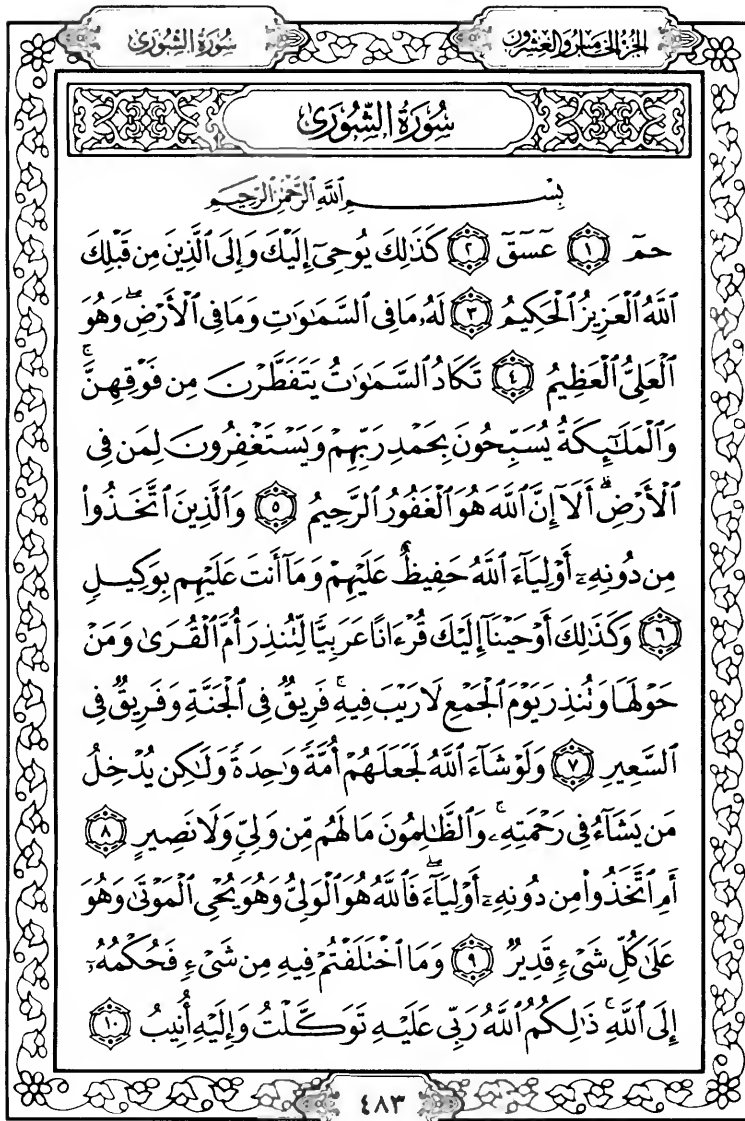 سُورَةُ الشُّورَىٰ
الجُزْءُ الخَامِسُ وَالعِشْرُونَ
سُورَةُ الشُّورَىٰ
بِسْمِ ٱللَّهِ ٱلرَّحْمَٰنِ ٱلرَّحِيمِ
حمٓ ١ عٓسٓقٓ ٢ كَذَٰلِكَ يُوحِىٓ إِلَيْكَ وَإِلَى ٱلَّذِينَ مِن قَبْلِكَ
ٱللَّهُ ٱلْعَزِيزُ ٱلْحَكِيمُ ٣ لَهُۥ مَا فِى ٱلسَّمَٰوَٰتِ وَمَا فِى ٱلْأَرْضِ ۖ وَهُوَ
ٱلْعَلِىُّ ٱلْعَظِيمُ ٤ تَكَادُ ٱلسَّمَٰوَٰتُ يَتَفَطَّرْنَ مِن فَوْقِهِنَّ ۚ
وَٱلْمَلَٰٓئِكَةُ يُسَبِّحُونَ بِحَمْدِ رَبِّهِمْ وَيَسْتَغْفِرُونَ لِمَن فِى
ٱلْأَرْضِ ۗ أَلَآ إِنَّ ٱللَّهَ هُوَ ٱلْغَفُورُ ٱلرَّحِيمُ ٥ وَٱلَّذِينَ ٱتَّخَذُوا۟
مِن دُونِهِۦٓ أَوْلِيَآءَ ٱللَّهُ حَفِيظٌ عَلَيْهِمْ وَمَآ أَنتَ عَلَيْهِم بِوَكِيلٍ
٦ وَكَذَٰلِكَ أَوْحَيْنَآ إِلَيْكَ قُرْءَانًا عَرَبِيًّا لِّتُنذِرَ أُمَّ ٱلْقُرَىٰ وَمَنْ
حَوْلَهَا وَتُنذِرَ يَوْمَ ٱلْجَمْعِ لَا رَيْبَ فِيهِ ۚ فَرِيقٌ فِى ٱلْجَنَّةِ وَفَرِيقٌ فِى
ٱلسَّعِيرِ ٧ وَلَوْ شَآءَ ٱللَّهُ لَجَعَلَهُمْ أُمَّةً وَٰحِدَةً وَلَٰكِن يُدْخِلُ
مَن يَشَآءُ فِى رَحْمَتِهِۦ ۚ وَٱلظَّٰلِمُونَ مَا لَهُم مِّن وَلِىٍّ وَلَا نَصِيرٍ ٨
أَمِ ٱتَّخَذُوا۟ مِن دُونِهِۦٓ أَوْلِيَآءَ ۖ فَٱللَّهُ هُوَ ٱلْوَلِىُّ وَهُوَ يُحْىِ ٱلْمَوْتَىٰ وَهُوَ
عَلَىٰ كُلِّ شَىْءٍ قَدِيرٌ ٩ وَمَا ٱخْتَلَفْتُمْ فِيهِ مِن شَىْءٍ فَحُكْمُهُۥٓ
إِلَى ٱللَّهِ ۚ ذَٰلِكُمُ ٱللَّهُ رَبِّى عَلَيْهِ تَوَكَّلْتُ وَإِلَيْهِ أُنِيبُ ١٠
٤٨٣